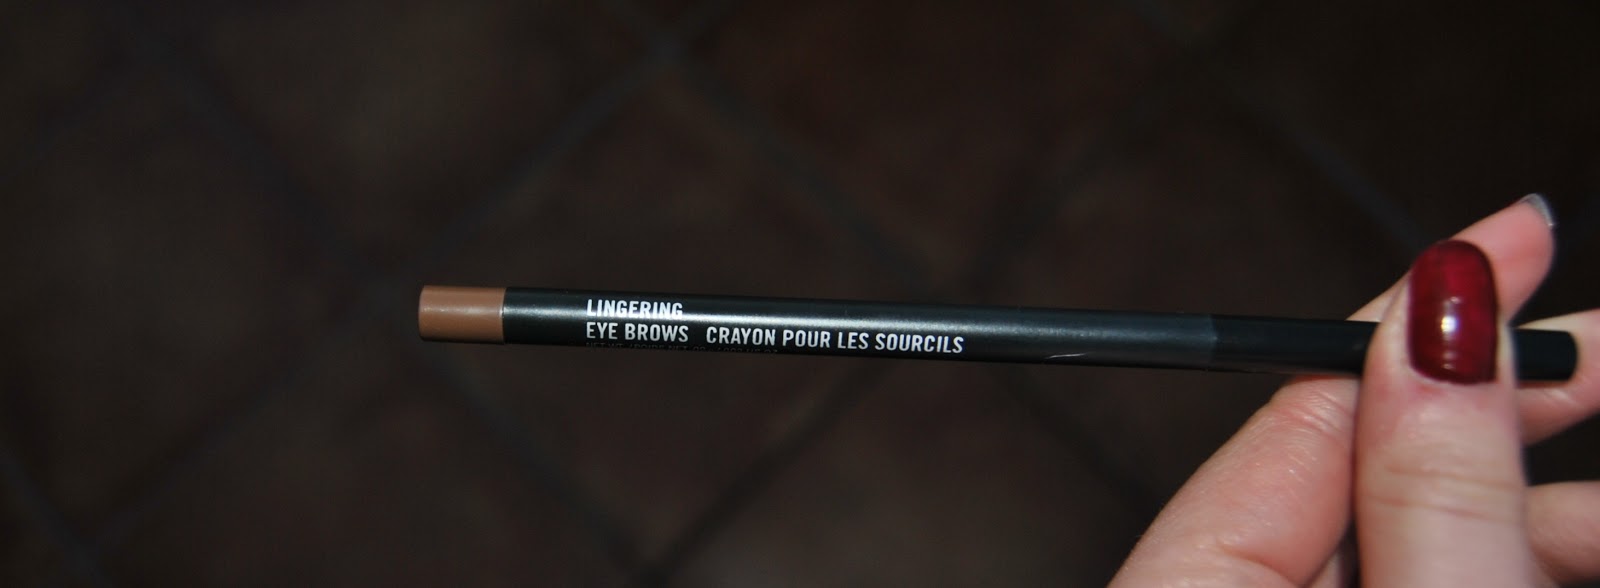 LINGERING
EYE BROWS CRAYON POUR LES SOURCILS